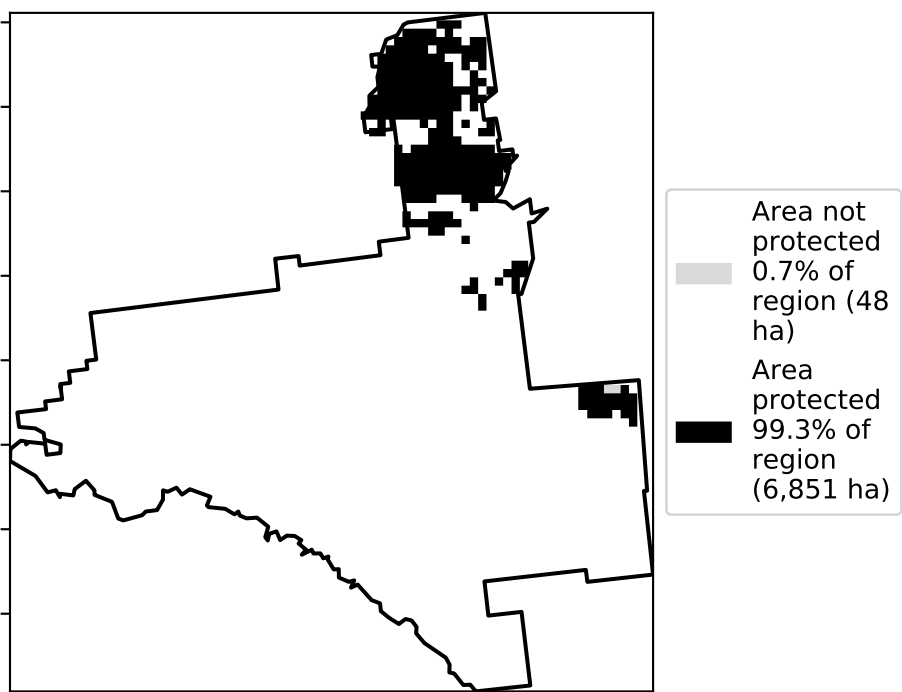 Area not
protected
0.7% of
region (48
ha)
Area
protected
99.3% of
region
(6,851 ha)